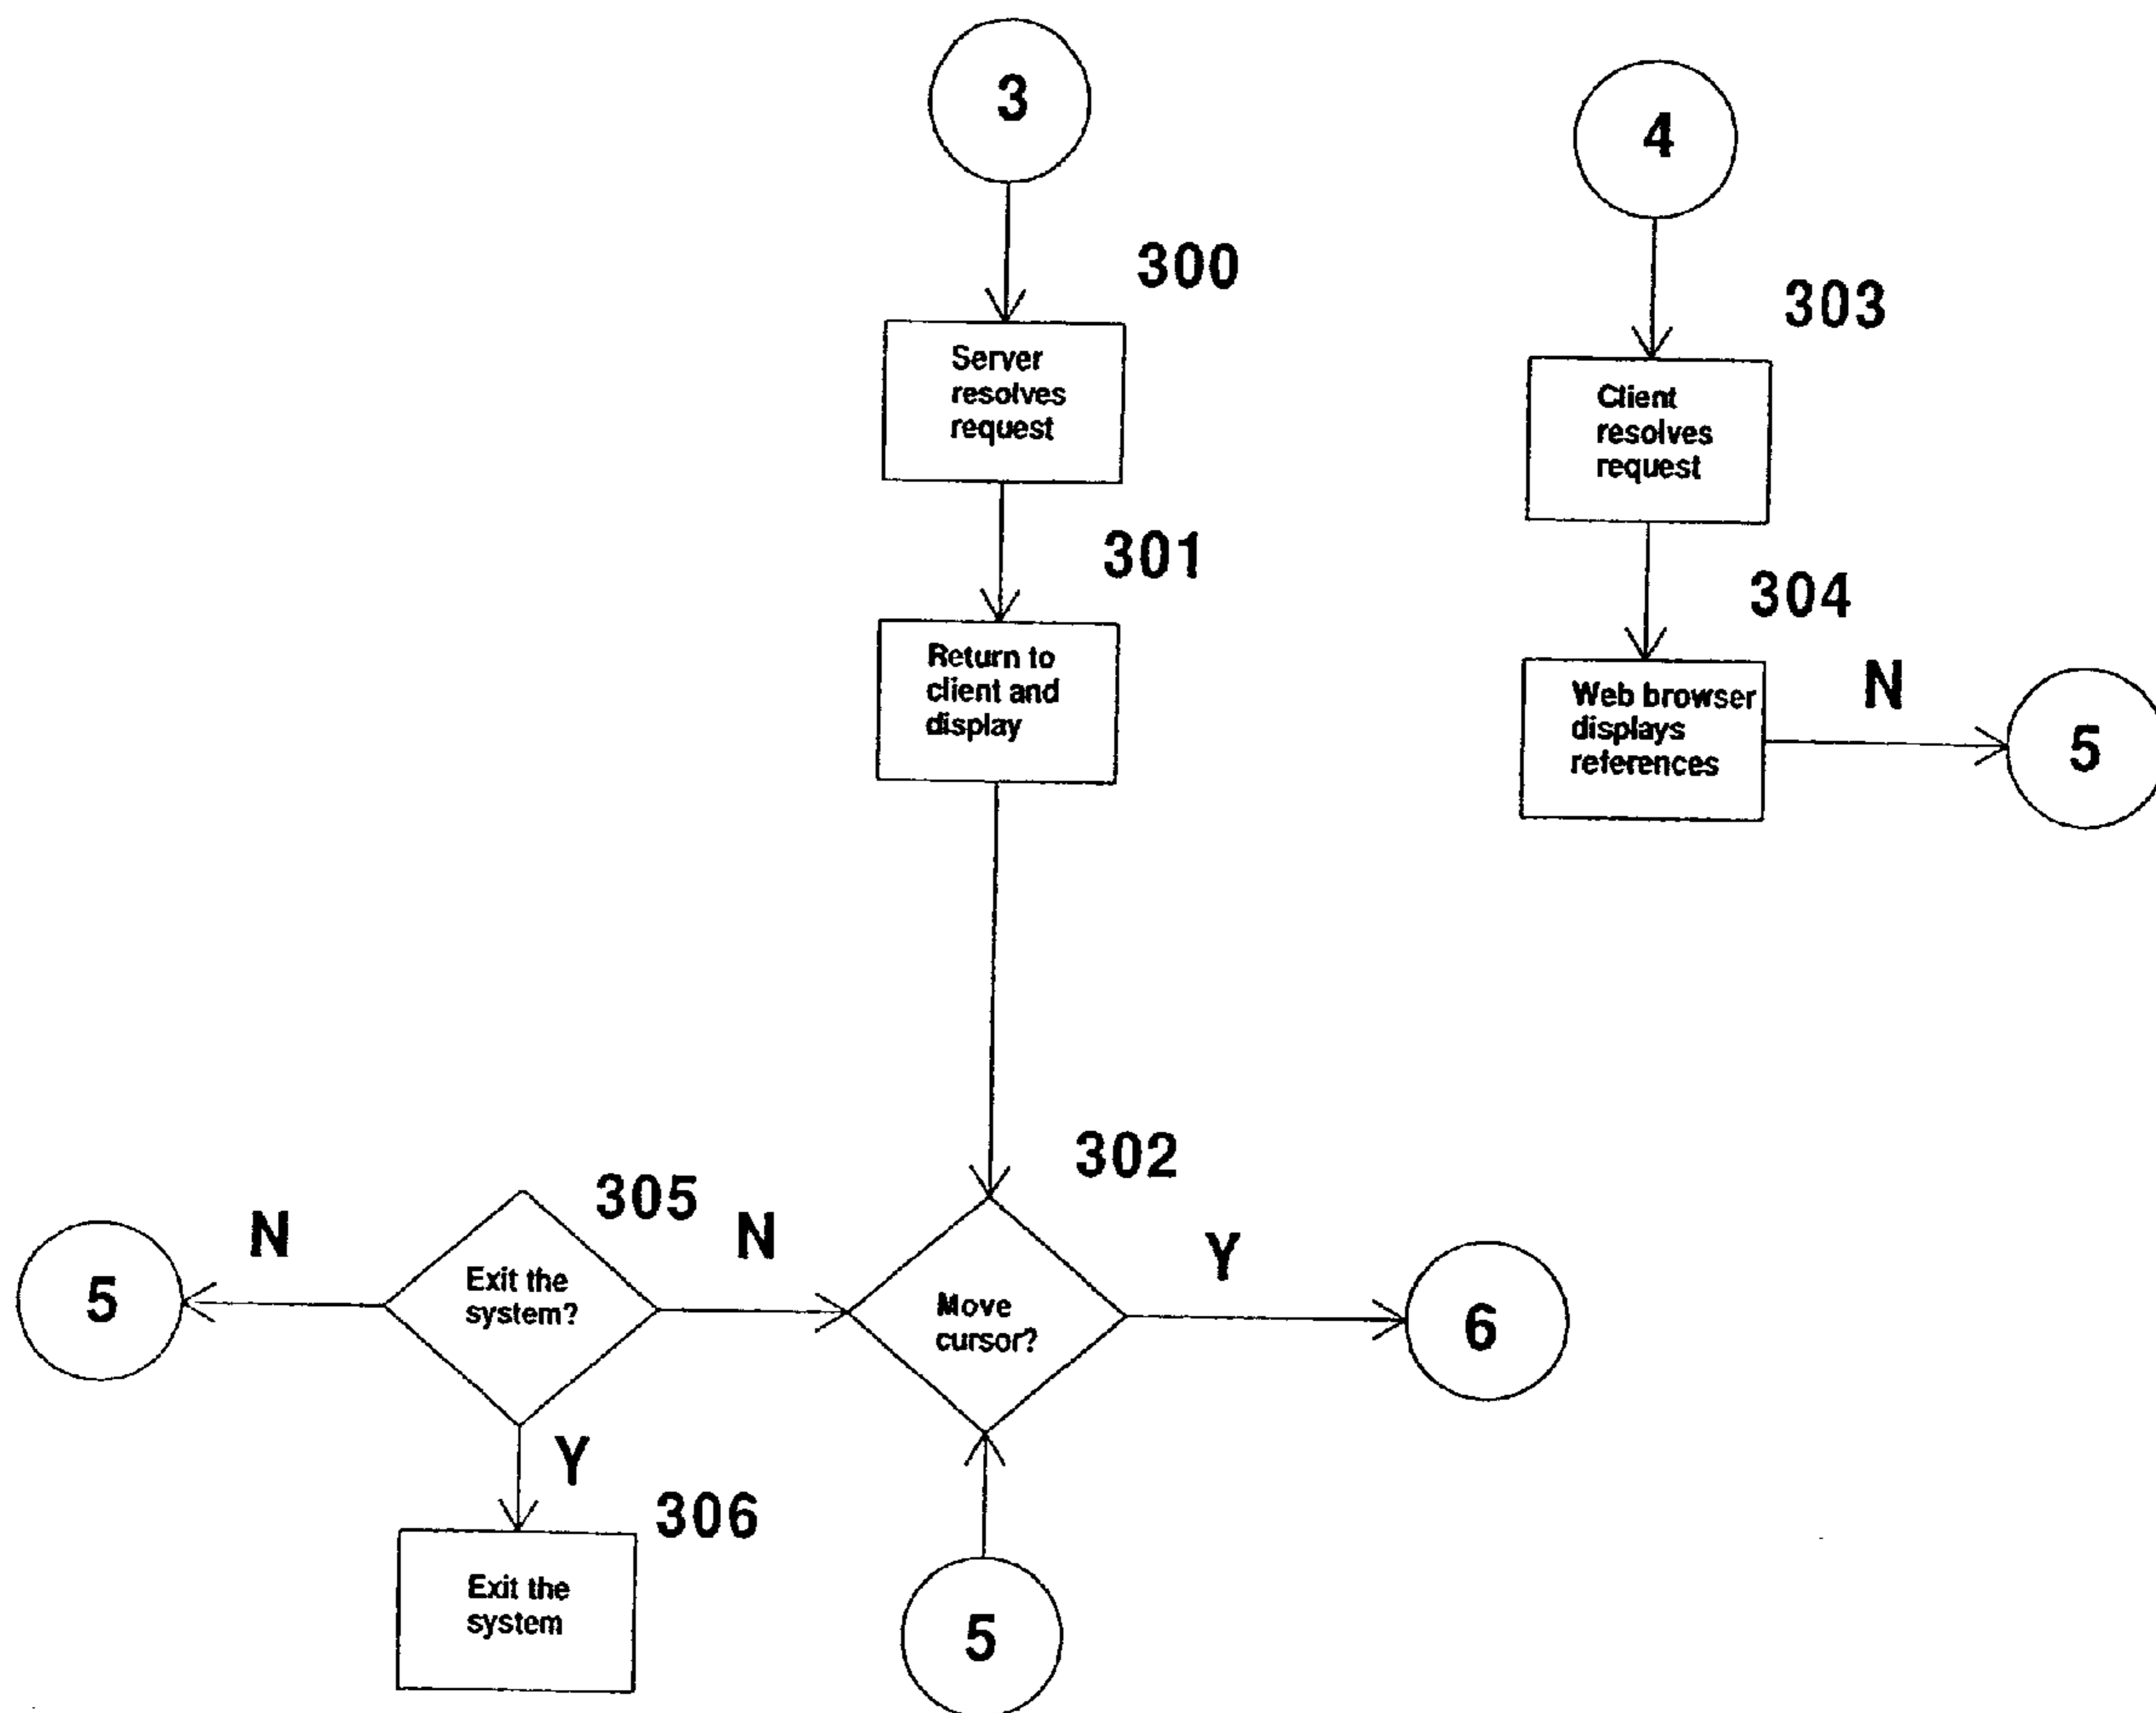 3
300
Server
resolves
request
301
Return to
client and
display
4
303
Client
resolves
request
304
Web browser
displays
references
N
5
302
Move
cursor?
Y
6
5
305
Exit the
system?
N
N
5
Y
306
Exit the
system